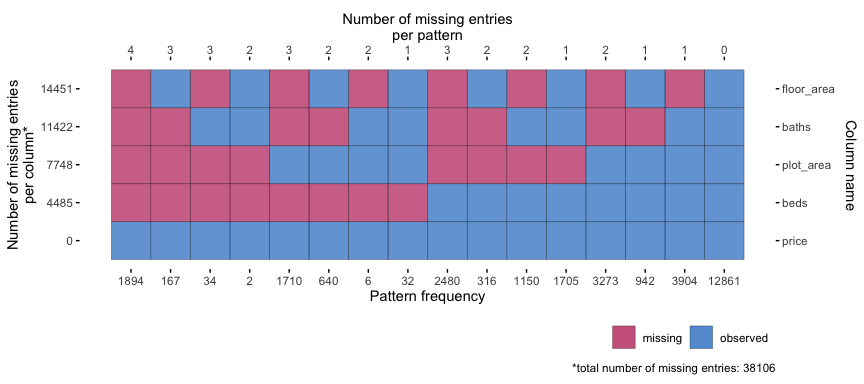 Number of missing entries
per pattern
4 3 3 2 3 2 2 1 3 2 2 1 2 1 1 0
Number of missing entries
per column*
14451 floor_area
11422 baths
7748 plot_area
4485 beds
0 price
Column name
1894 167 34 2 1710 640 6 32 2480 316 1150 1705 3273 942 3904 12861
Pattern frequency
missing observed
*total number of missing entries: 38106